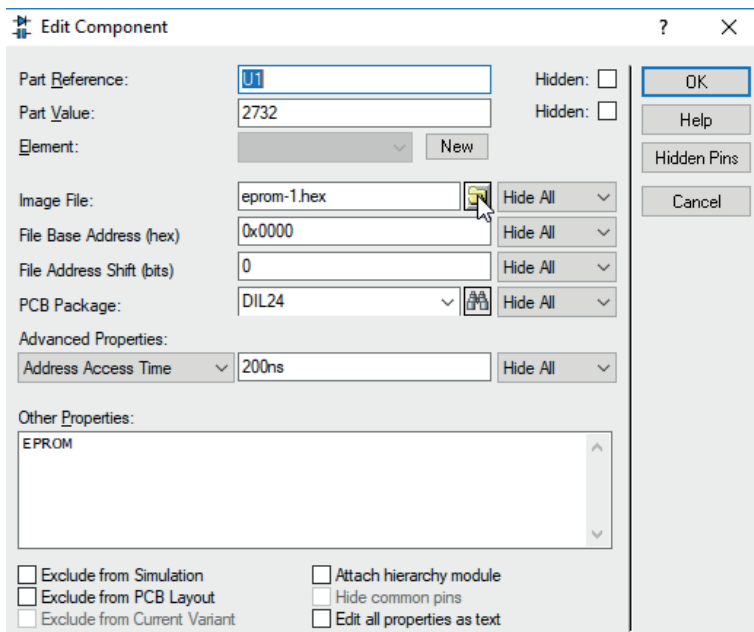 Edit Component ? ×
Part Reference: U1 Hidden: OK
Part Value: 2732 Hidden: Help
Element: New Hidden Pins
Image File: eprom-1.hex Hide All Cancel
File Base Address (hex) 0x0000 Hide All
File Address Shift (bits) 0 Hide All
PCB Package: DIL24 Hide All
Advanced Properties:
Address Access Time 200ns Hide All
Other Properties:
EPROM
Exclude from Simulation Attach hierarchy module
Exclude from PCB Layout Hide common pins
Exclude from Current Variant Edit all properties as text